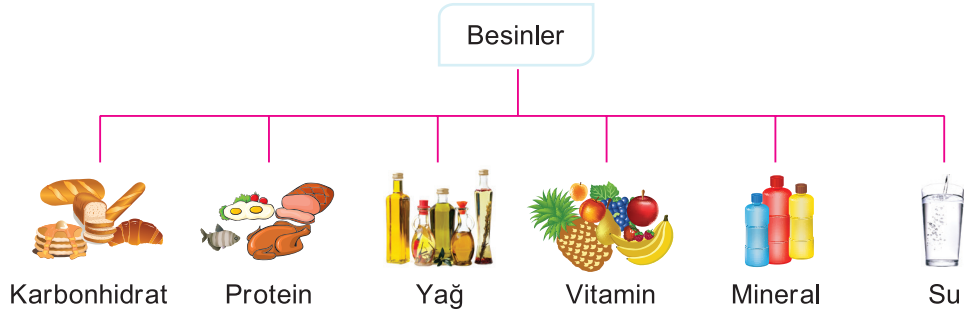 Besinler
Karbonhidrat
Protein
Yağ
Vitamin
Mineral
Su